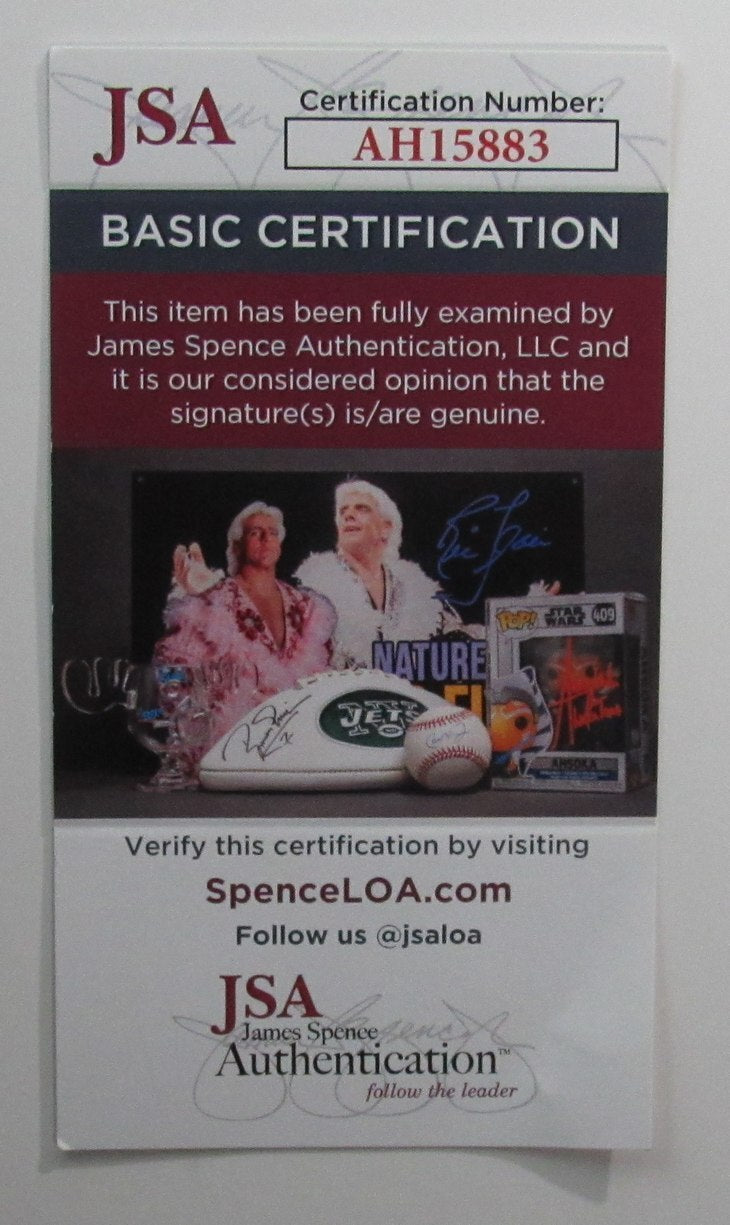 JSA
Certification Number:
AH15883
BASIC CERTIFICATION
This item has been fully examined by
James Spence Authentication, LLC and
it is our considered opinion that the
signature(s) is/are genuine.
NATURE
POP!
STAR
WARS
409
JETS
AHSOKA
Verify this certification by visiting
SpenceLOA.com
Follow us @jsaloa
JSA
James Spence
Authentication™
follow the leader